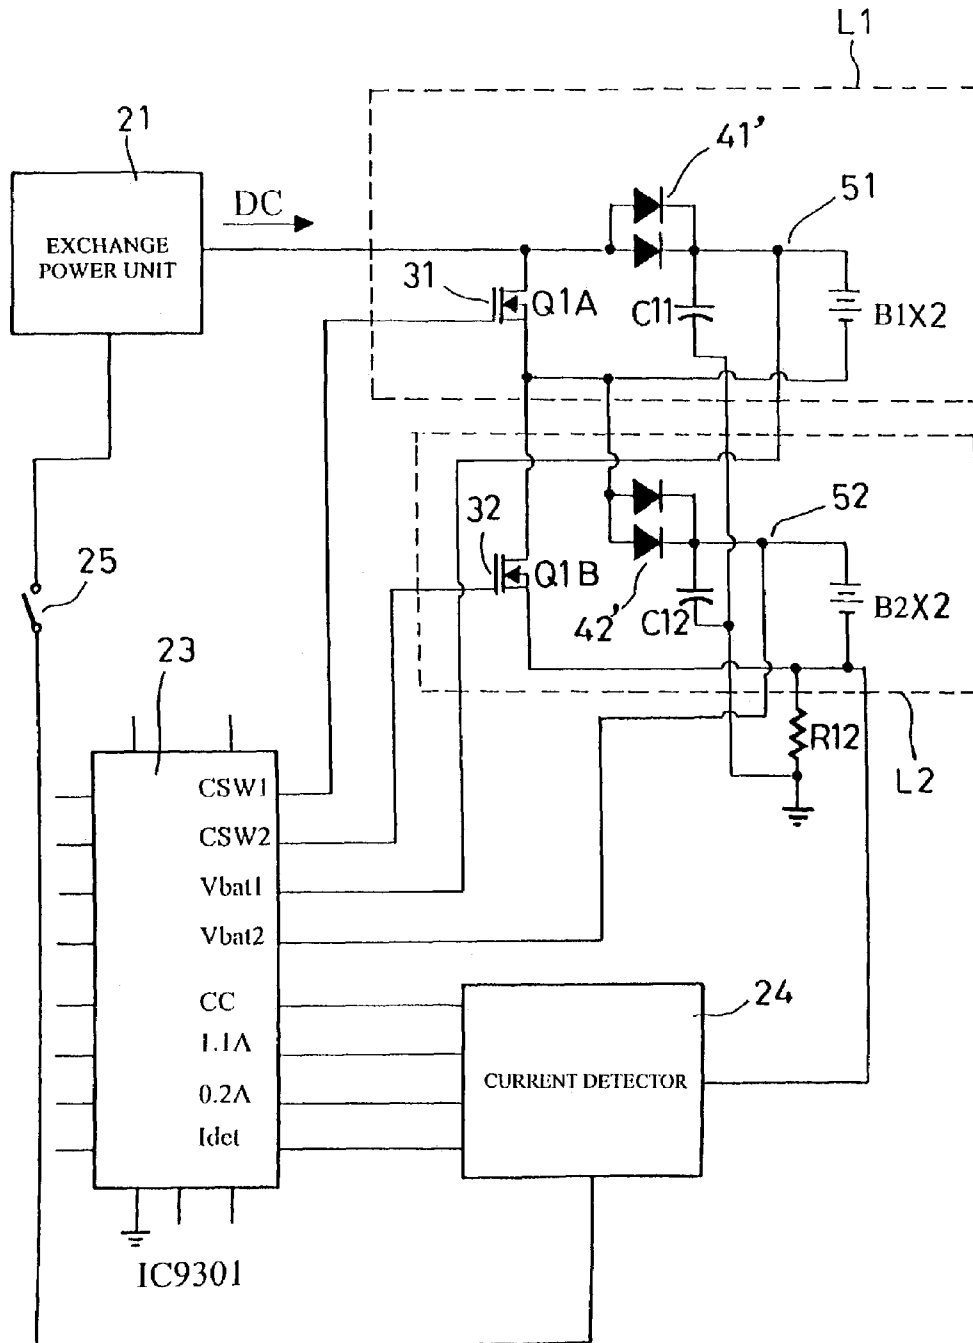 L1
21
41'
51
DC
EXCHANGE
POWER UNIT
31
Q1A
C11
B1X2
32
52
25
Q1B
42'
C12
B2X2
23
R12
L2
CSW1
CSW2
Vbat1
Vbat2
CC
24
1.1A
CURRENT DETECTOR
0.2A
Idet
IC9301